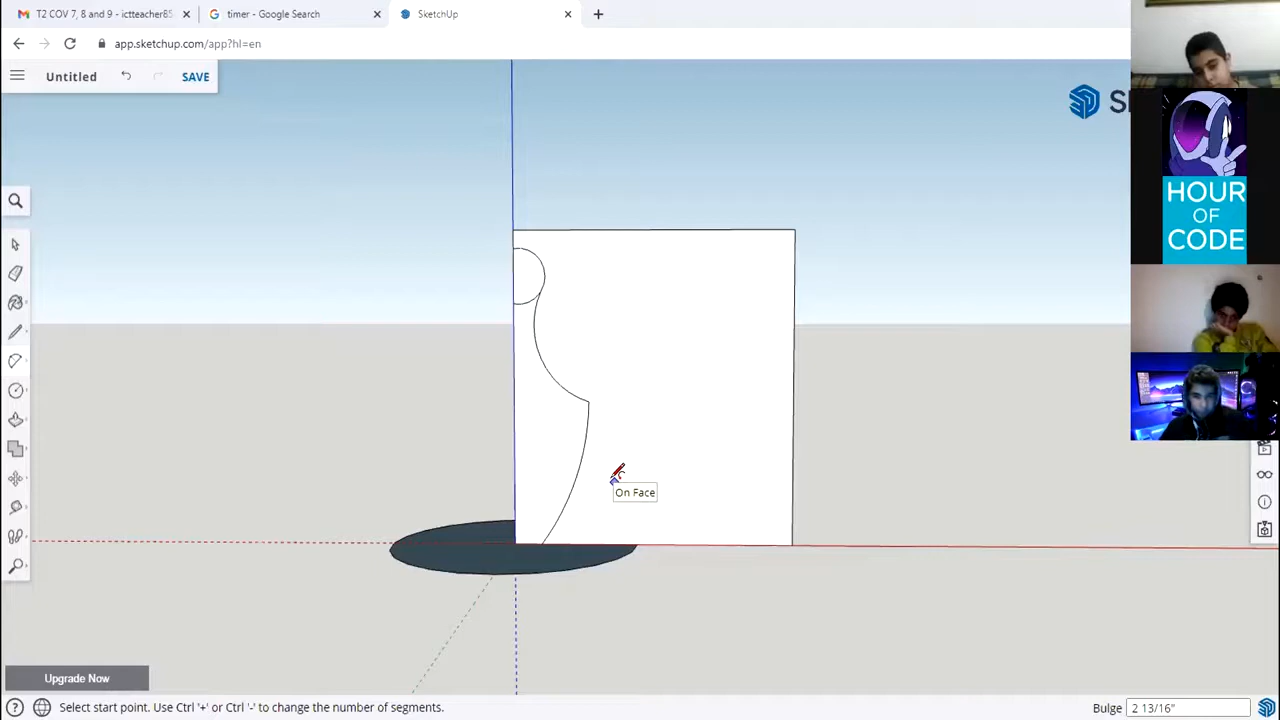 T2 COV 7, 8 and 9 - ictteacher85
timer - Google Search
SketchUp
app.sketchup.com/app?hl=en
Untitled
SAVE
HOUR
OF
CODE
On Face
Upgrade Now
Select start point. Use Ctrl '+' or Ctrl '-' to change the number of segments.
Bulge
2 13/16"